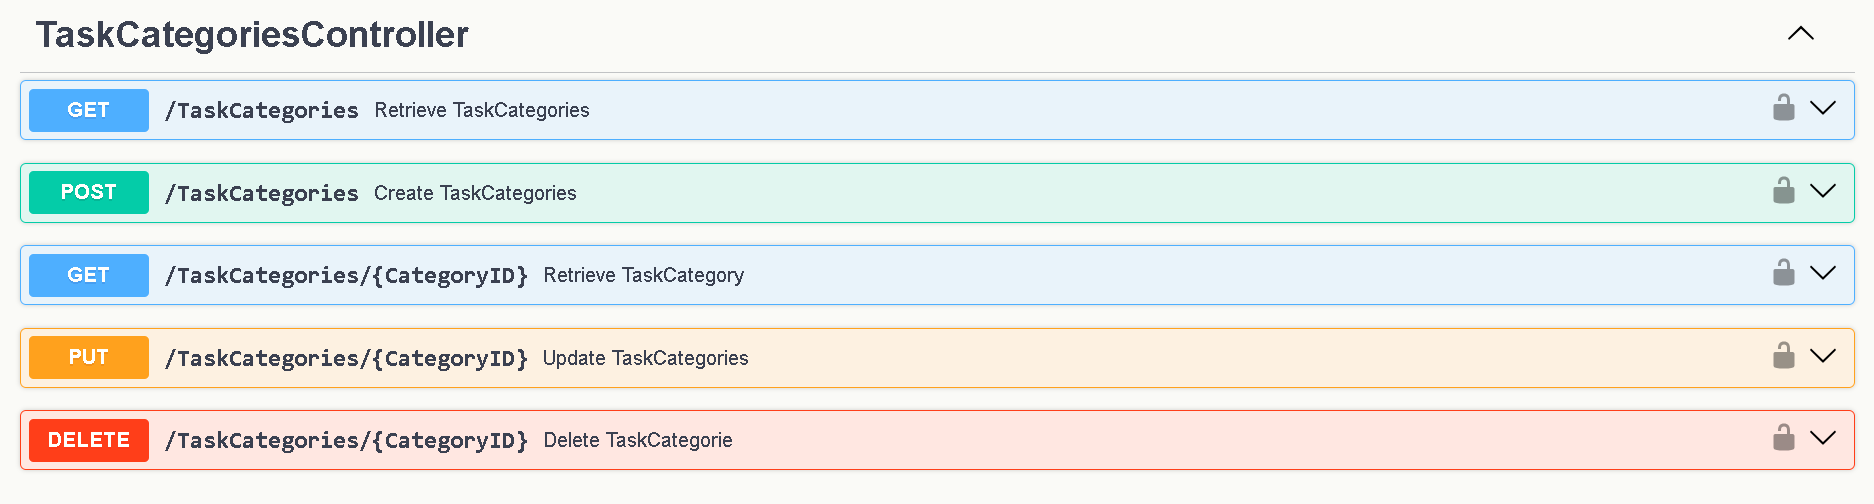 TaskCategoriesController
GET /TaskCategories Retrieve TaskCategories
POST /TaskCategories Create TaskCategories
GET /TaskCategories/{CategoryID} Retrieve TaskCategory
PUT /TaskCategories/{CategoryID} Update TaskCategories
DELETE /TaskCategories/{CategoryID} Delete TaskCategorie